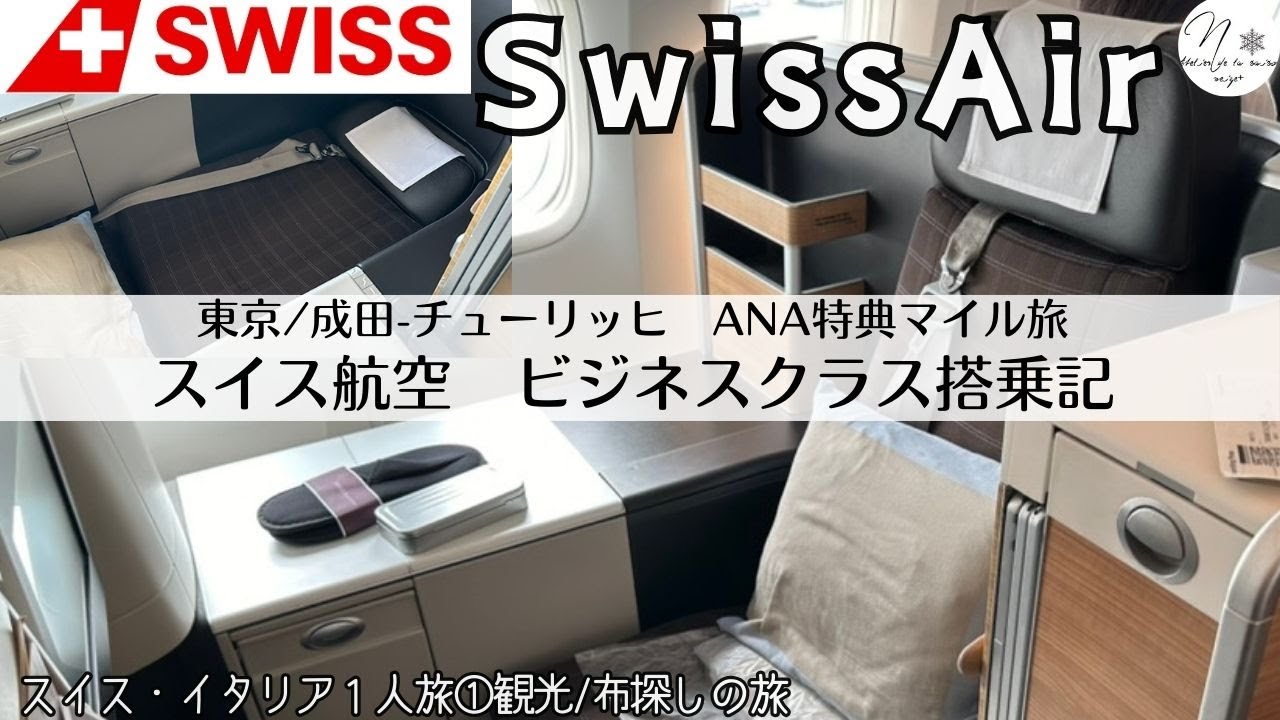 SWISS
SwissAir
東京/成田-チューリッヒ　ANA特典マイル旅
スイス航空　ビジネスクラス搭乗記
スイス・イタリア１人旅①観光/布探しの旅